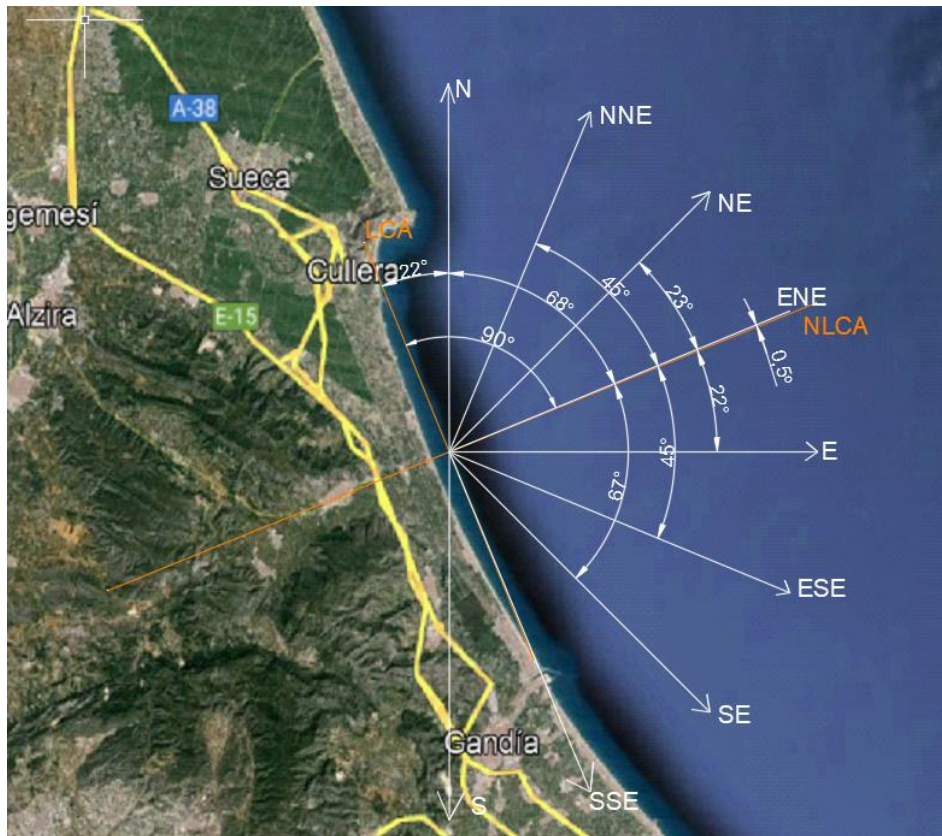 N
A-38
NNE
Sueca
NE
gemesí
LCA
Cullera
22°
68°
45°
23°
ENE
NLCA
Alzira
E-15
90°
0,5°
22°
E
45°
67°
ESE
SE
Gandía
SSE
S